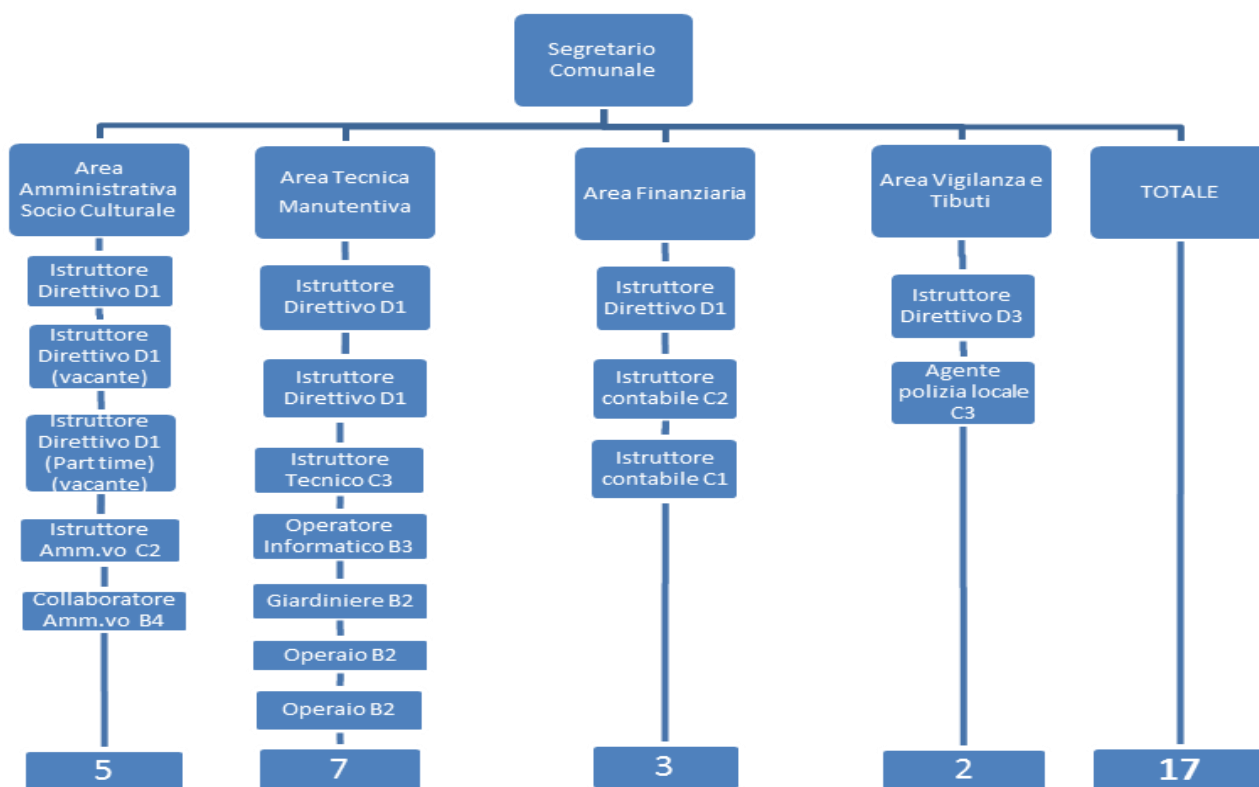 Segretario
Comunale
Area
Amministrativa
Socio Culturale
Istruttore
Direttivo D1
Istruttore
Direttivo D1
(vacante)
Istruttore
Direttivo D1
(Part time)
(vacante)
Istruttore
Amm.vo C2
Collaboratore
Amm.vo B4
5
Area Tecnica
Manutentiva
Istruttore
Direttivo D1
Istruttore
Direttivo D1
Istruttore
Tecnico C3
Operatore
Informatico B3
Giardiniere B2
Operaio B2
Operaio B2
7
Area Finanziaria
Istruttore
Direttivo D1
Istruttore
contabile C2
Istruttore
contabile C1
3
Area Vigilanza e
Tibuti
Istruttore
Direttivo D3
Agente
polizia locale
C3
2
TOTALE
17